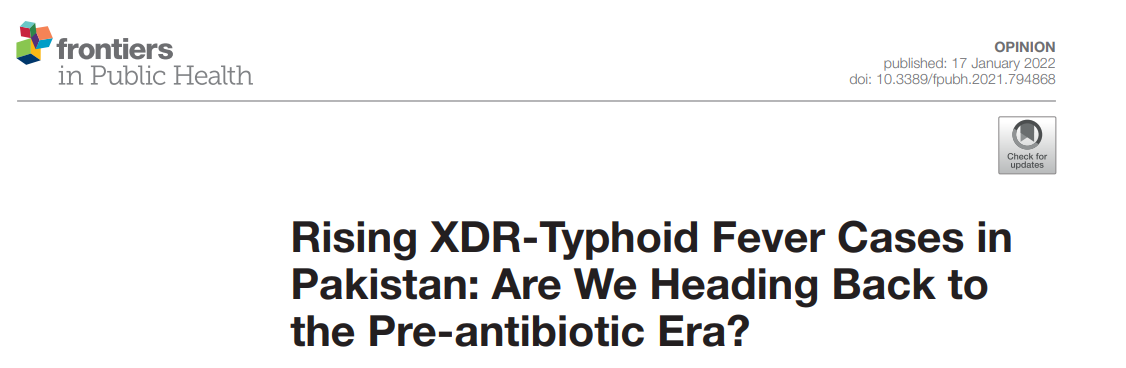 frontiers
in Public Health
OPINION
published: 17 January 2022
doi: 10.3389/fpubh.2021.794868
Check for
updates
Rising XDR-Typhoid Fever Cases in
Pakistan: Are We Heading Back to
the Pre-antibiotic Era?